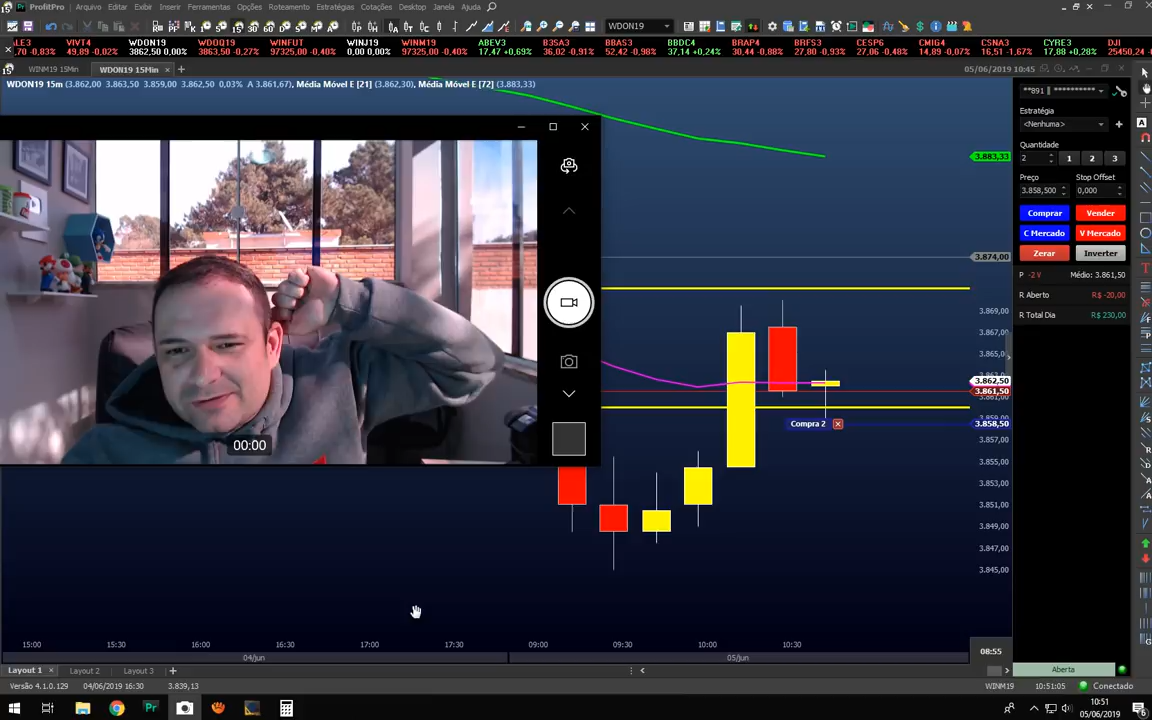 ProfitPro
Arquivo Editar Exibir Inserir Ferramentas Opções Roteamento Estratégias Cotações Desktop Janela Ajuda
WDON19
VIVT4 WDON19 WDOQ19 WINFUT WINJ19 WINM19 ABEV3 B3SA3 BBAS3 BBDC4 BRAP4 BRFS3 CESP6 CMIG4 CSNA3 CYRE3 DJI
49,89 -0,02% 3862,50 0,00% 3863,50 -0,27% 97325,00 -0,40% 0,00 0,00% 97325,00 -0,40% 17,47 +0,69% 36,02 -0,91% 52,42 -0,98% 37,14 +0,24% 30,94 -0,44% 27,80 -0,93% 27,06 -0,48% 14,89 -0,07% 16,51 -1,67% 17,88 +0,28% 25450,24
WINM19 15Min WDON19 15Min 05/06/2019 10:45
WDON19 15m (3.862,00 3.863,50 3.859,00 3.862,50 0,03% A 3.861,67), Média Móvel E [21] (3.862,30), Média Móvel E [72] (3.883,33)
**891
Estratégia
<Nenhuma>
Quantidade
2 1 2 3
Preço Stop Offset
3.858,500 0,000
Comprar Vender
C Mercado V Mercado
Zerar Inverter
P -2 V Médio: 3.861,50
R Aberto R$ -20,00
R Total Dia R$ 230,00
3.883,33
3.874,00
3.869,00
3.867,00
3.865,00
3.862,50
3.861,50
Compra 2
3.858,50
3.857,00
3.855,00
3.853,00
3.851,00
3.849,00
3.847,00
3.845,00
00:00
15:00 15:30 16:00 16:30 17:00 17:30 09:00 09:30 10:00 10:30
08:55
04/jun 05/jun
Layout 1 Layout 2 Layout 3
Aberta
Versão 4.1.0.129 04/06/2019 16:30 3.839,13 WINM19 10:51:05 Conectado
Pr
10:51
05/06/2019